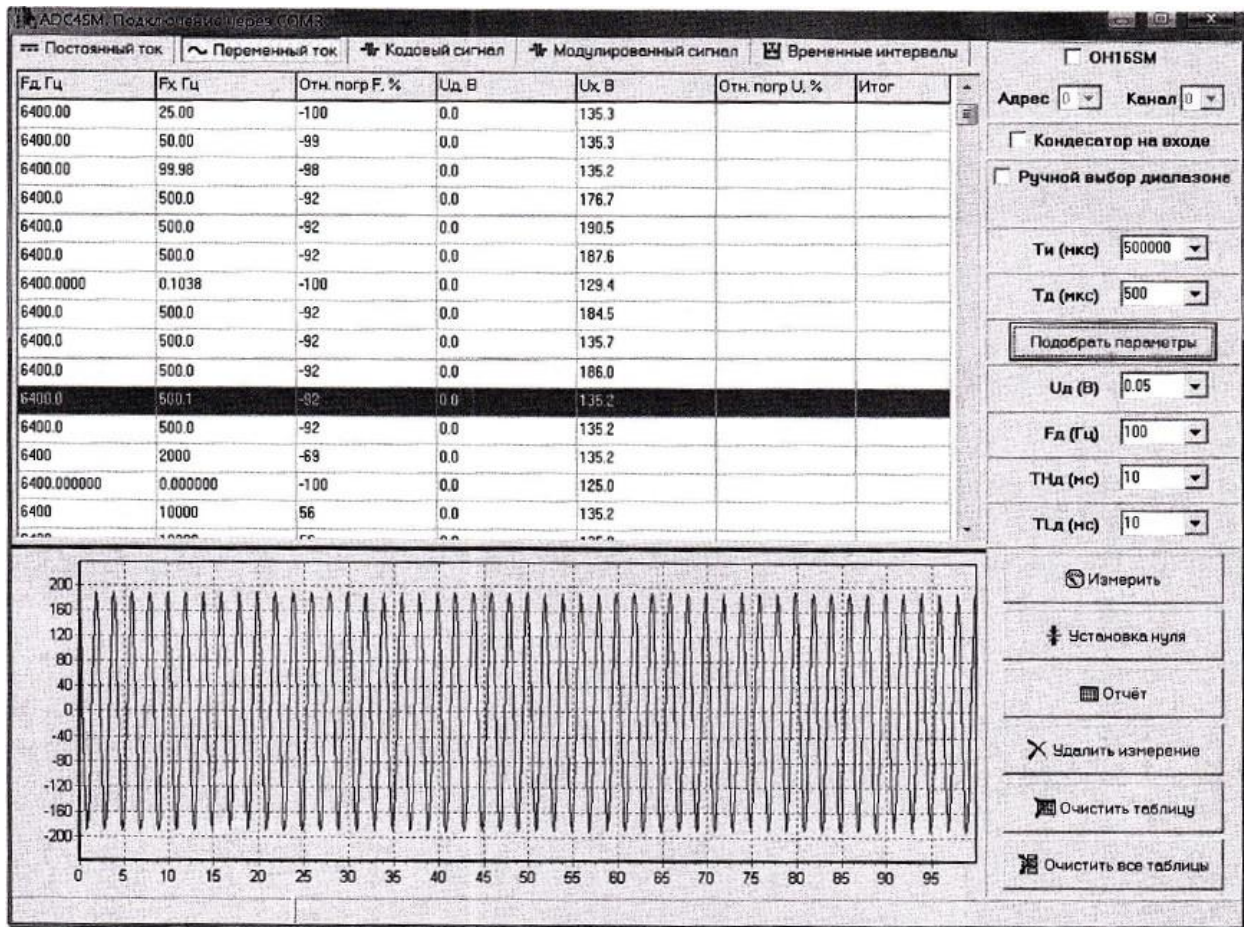 ADC4SM. Подключение через COM3
Постоянный ток
Переменный ток
Кодовый сигнал
Модулированный сигнал
Временные интервалы
Fд, Гц Fx, Гц Отн. погр F, % Uд, В Ux, В Отн. погр U, % Итог
6400.00 25.00 -100 0.0 135.3
6400.00 50.00 -99 0.0 135.3
6400.00 99.98 -98 0.0 135.2
6400.0 500.0 -92 0.0 176.7
6400.0 500.0 -92 0.0 190.5
6400.0 500.0 -92 0.0 187.6
6400.0000 0.1038 -100 0.0 129.4
6400.0 500.0 -92 0.0 184.5
6400.0 500.0 -92 0.0 135.7
6400.0 500.0 -92 0.0 186.0
6400.0 500.1 -92 0.0 135.2
6400.0 500.0 -92 0.0 135.2
6400 2000 -69 0.0 135.2
6400.000000 0.000000 -100 0.0 125.0
6400 10000 56 0.0 135.2
OH16SM
Адрес 0 Канал 0
Кондесатор на входе
Ручной выбор диапазоне
Tи (мкс) 500000
Tд (мкс) 500
Подобрать параметры
Uд (В) 0.05
Fд (Гц) 100
THд (мс) 10
TLд (мс) 10
Измерить
Установка нуля
Отчёт
Удалить измерение
Очистить таблицу
Очистить все таблицы
200
160
120
80
40
0
-40
-80
-120
-160
-200
0 5 10 15 20 25 30 35 40 45 50 55 60 65 70 75 80 85 90 95